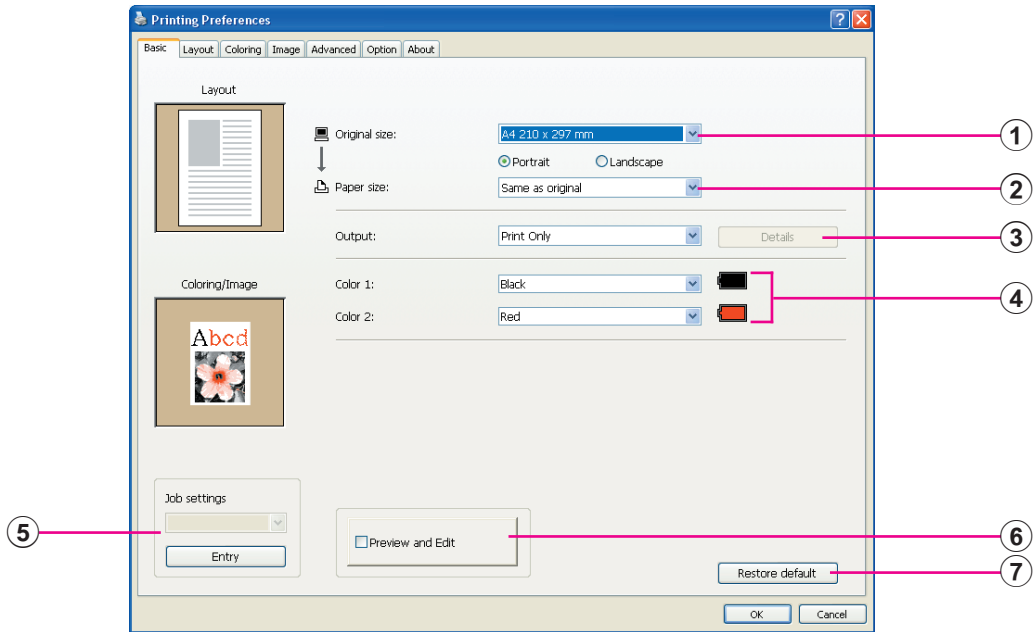 Printing Preferences
Basic Layout Coloring Image Advanced Option About
Layout
Original size: A4 210 x 297 mm 1
Portrait Landscape
Paper size: Same as original 2
Output: Print Only Details 3
Coloring/Image
Color 1: Black
4
Color 2: Red
Abcd
Job settings
5
Entry
Preview and Edit 6
Restore default 7
OK Cancel